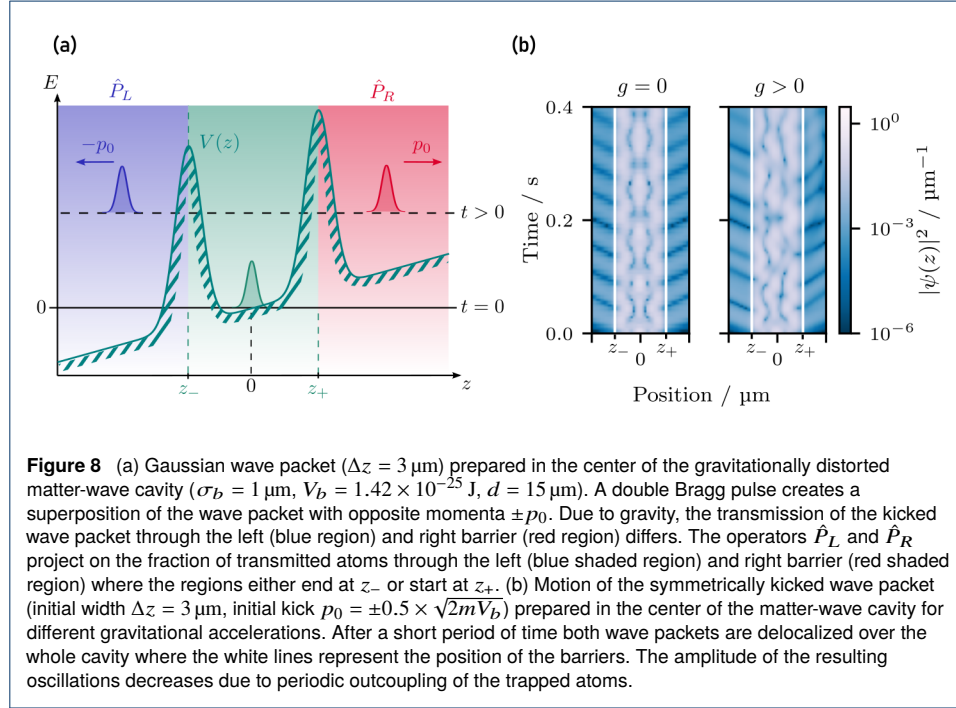 (a)
(b)
E
P̂_L
P̂_R
V(z)
−p₀
p₀
t > 0
0
t = 0
z₋
0
z₊
z
g = 0
g > 0
0.4
0.2
0.0
Time / s
z₋
0
z₊
z₋
0
z₊
Position / µm
10⁰
10⁻³
10⁻⁶
|ψ(z)|² / µm⁻¹
Figure 8 (a) Gaussian wave packet (Δz = 3 µm) prepared in the center of the gravitationally distorted
matter-wave cavity (σ_b = 1 µm, V_b = 1.42 × 10⁻²⁵ J, d = 15 µm). A double Bragg pulse creates a
superposition of the wave packet with opposite momenta ±p₀. Due to gravity, the transmission of the kicked
wave packet through the left (blue region) and right barrier (red region) differs. The operators P̂_L and P̂_R
project on the fraction of transmitted atoms through the left (blue shaded region) and right barrier (red shaded
region) where the regions either end at z₋ or start at z₊. (b) Motion of the symmetrically kicked wave packet
(initial width Δz = 3 µm, initial kick p₀ = ±0.5 × √(2mV_b)) prepared in the center of the matter-wave cavity for
different gravitational accelerations. After a short period of time both wave packets are delocalized over the
whole cavity where the white lines represent the position of the barriers. The amplitude of the resulting
oscillations decreases due to periodic outcoupling of the trapped atoms.